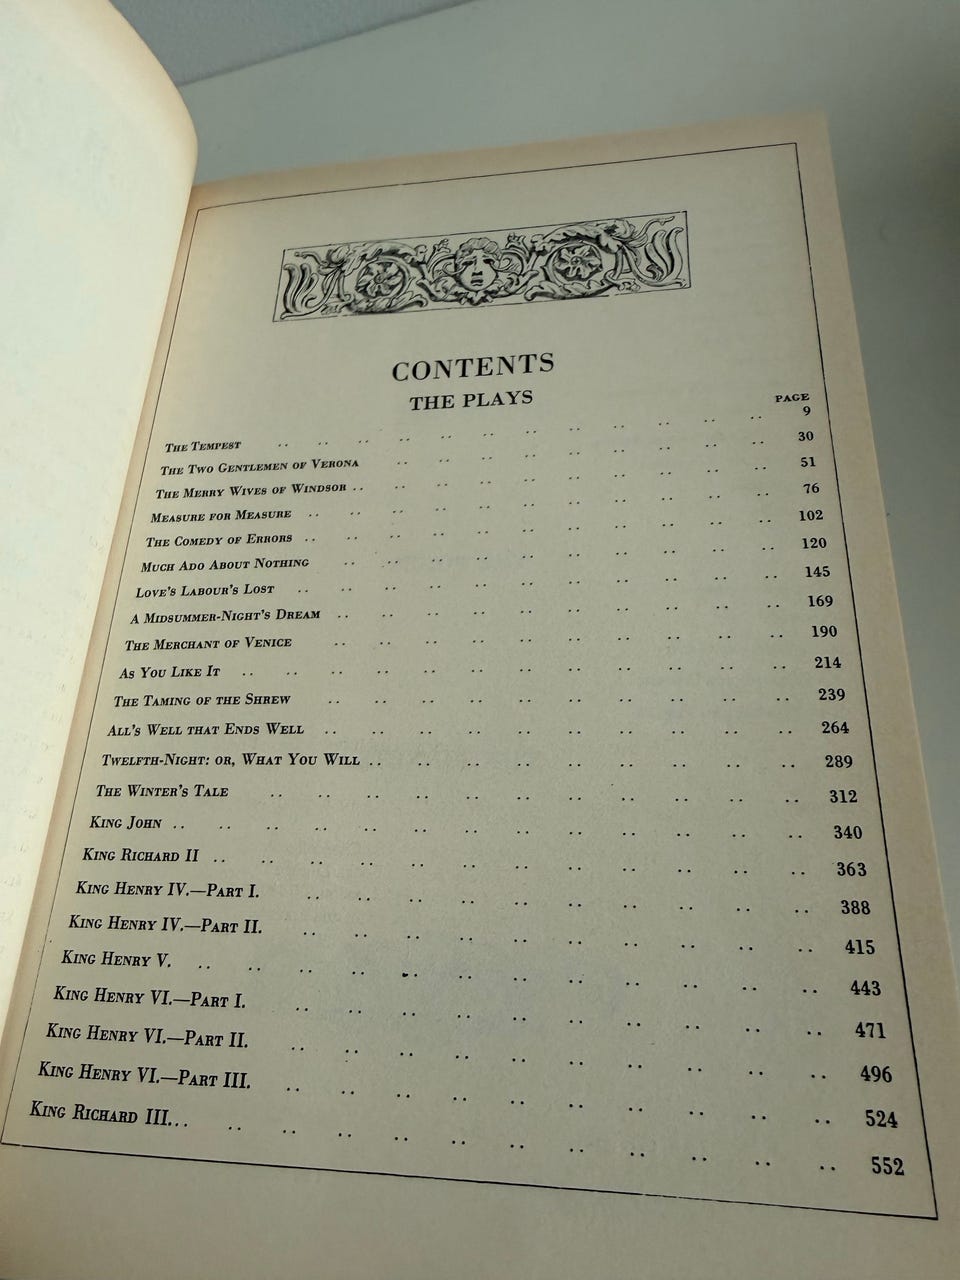 CONTENTS
THE PLAYS
PAGE
The Tempest .. .. .. .. .. .. .. .. .. .. .. .. 9
The Two Gentlemen of Verona .. .. .. .. .. .. .. .. .. 30
The Merry Wives of Windsor .. .. .. .. .. .. .. .. .. .. 51
Measure for Measure .. .. .. .. .. .. .. .. .. .. .. 76
The Comedy of Errors .. .. .. .. .. .. .. .. .. .. .. 102
Much Ado About Nothing .. .. .. .. .. .. .. .. .. .. 120
Love's Labour's Lost .. .. .. .. .. .. .. .. .. .. .. 145
A Midsummer-Night's Dream .. .. .. .. .. .. .. .. .. .. 169
The Merchant of Venice .. .. .. .. .. .. .. .. .. .. 190
As You Like It .. .. .. .. .. .. .. .. .. .. .. .. 214
The Taming of the Shrew .. .. .. .. .. .. .. .. .. .. 239
All's Well that Ends Well .. .. .. .. .. .. .. .. .. .. 264
Twelfth-Night: or, What You Will .. .. .. .. .. .. .. .. .. 289
The Winter's Tale .. .. .. .. .. .. .. .. .. .. .. 312
King John .. .. .. .. .. .. .. .. .. .. .. .. .. 340
King Richard II .. .. .. .. .. .. .. .. .. .. .. .. 363
King Henry IV.—Part I. .. .. .. .. .. .. .. .. .. .. 388
King Henry IV.—Part II. .. .. .. .. .. .. .. .. .. .. 415
King Henry V. .. .. .. .. .. .. .. .. .. .. .. .. 443
King Henry VI.—Part I. .. .. .. .. .. .. .. .. .. .. 471
King Henry VI.—Part II. .. .. .. .. .. .. .. .. .. .. 496
King Henry VI.—Part III. .. .. .. .. .. .. .. .. .. .. 524
King Richard III... .. .. .. .. .. .. .. .. .. .. .. 552